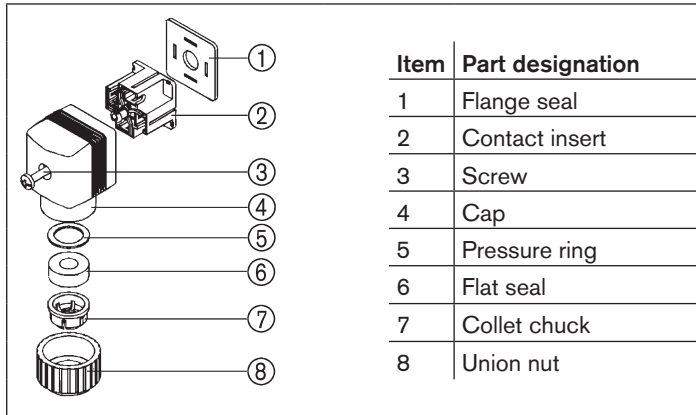 ①
②
③
④
⑤
⑥
⑦
⑧
Item Part designation
1 Flange seal
2 Contact insert
3 Screw
4 Cap
5 Pressure ring
6 Flat seal
7 Collet chuck
8 Union nut